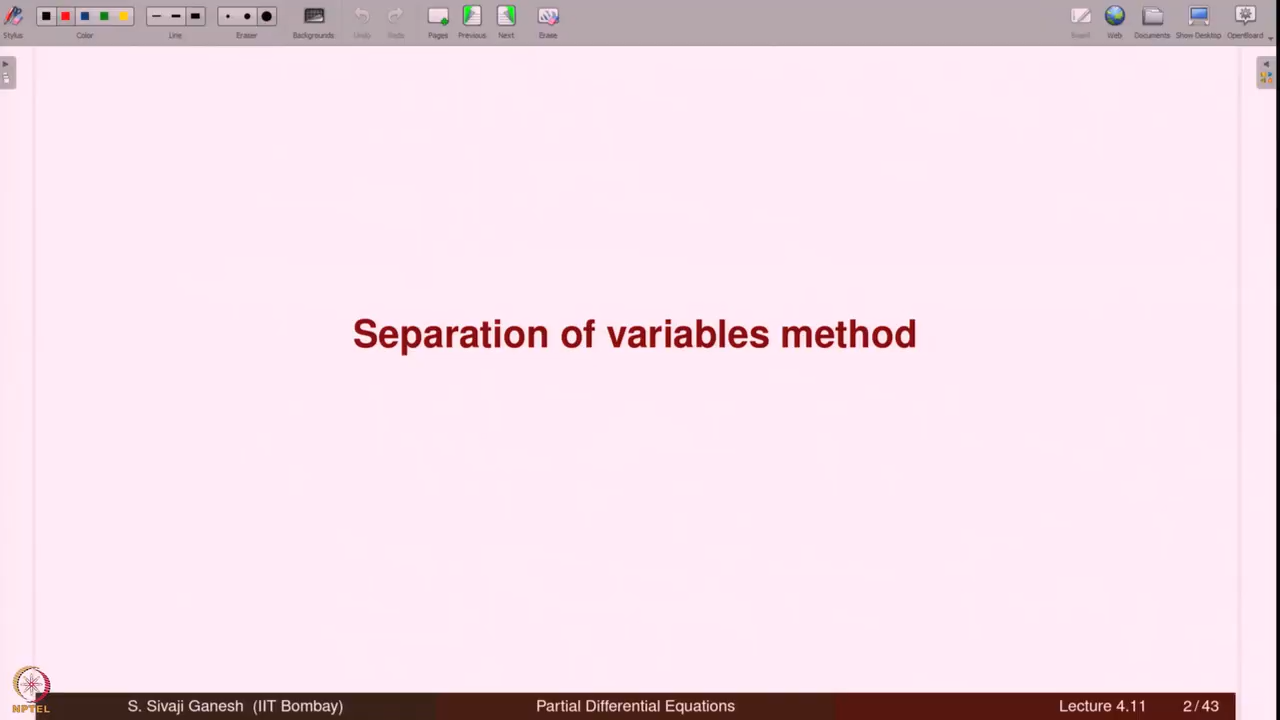 Stylus
Color
Line
Eraser
Backgrounds
Undo
Redo
Pages
Previous
Next
Erase
Board
Web
Documents
Show Desktop
OpenBoard
Separation of variables method
NPTEL
S. Sivaji Ganesh (IIT Bombay)
Partial Differential Equations
Lecture 4.11
2/43